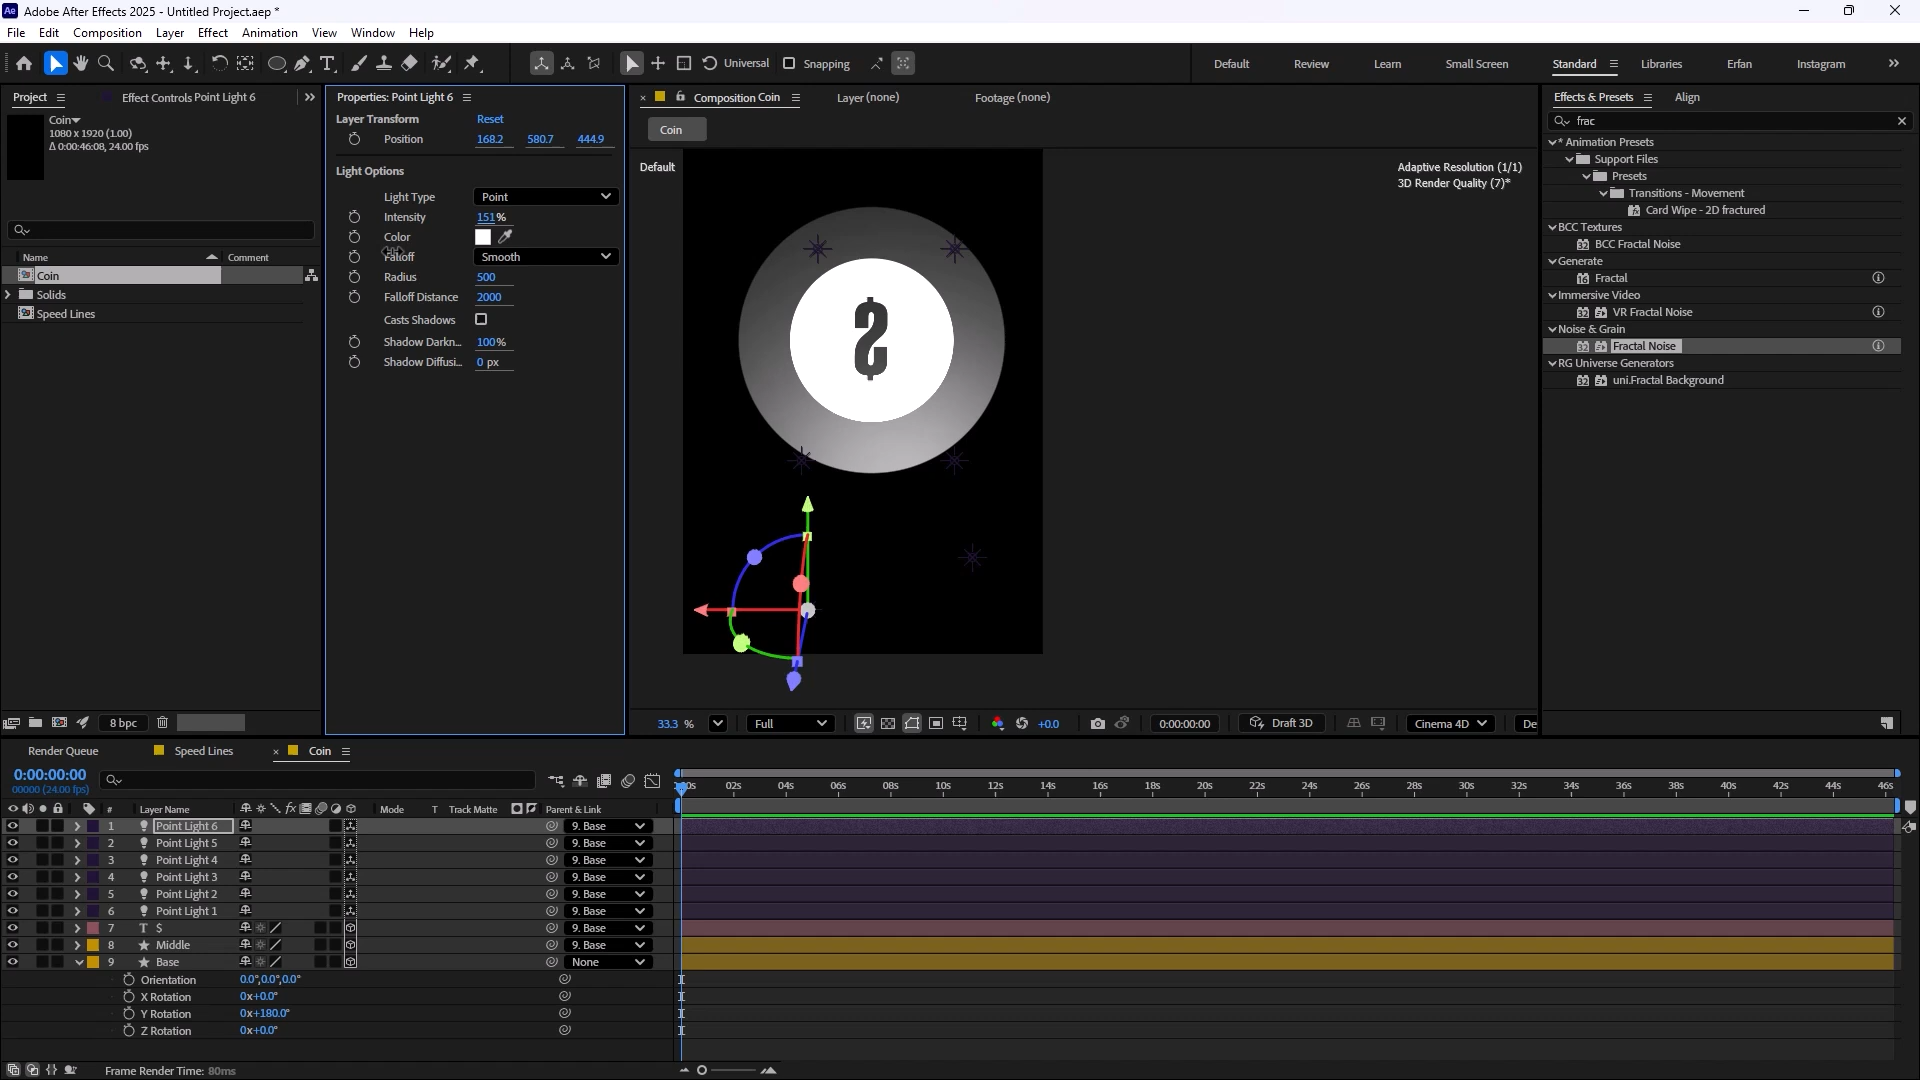 Adobe After Effects 2025 - Untitled Project.aep *
File Edit Composition Layer Effect Animation View Window Help
Universal Snapping
Default Review Learn Small Screen Standard Libraries Erfan Instagram
Project Effect Controls Point Light 6
Coin
1080 x 1920 (1.00)
Δ 0:00:46:08, 24.00 fps
Name Comment
Coin
Solids
Speed Lines
8 bpc
Properties: Point Light 6
Layer Transform Reset
Position 168.2 580.7 444.9
Light Options
Light Type Point
Intensity 151%
Color
Falloff Smooth
Radius 500
Falloff Distance 2000
Casts Shadows
Shadow Darkn... 100%
Shadow Diffusi... 0 px
Composition Coin Layer (none) Footage (none)
Coin
Default
Adaptive Resolution (1/1)
3D Render Quality (7)*
$
33.3 % Full +0.0 0:00:00:00 Draft 3D Cinema 4D De
Effects & Presets Align
frac
* Animation Presets
Support Files
Presets
Transitions - Movement
Card Wipe - 2D fractured
BCC Textures
BCC Fractal Noise
Generate
Fractal
Immersive Video
VR Fractal Noise
Noise & Grain
Fractal Noise
RG Universe Generators
uni.Fractal Background
Render Queue Speed Lines Coin
0:00:00:00
00000 (24.00 fps)
# Layer Name Mode T Track Matte Parent & Link
02s 04s 06s 08s 10s 12s 14s 16s 18s 20s 22s 24s 26s 28s 30s 32s 34s 36s 38s 40s 42s 44s 46s
1 Point Light 6 9. Base
2 Point Light 5 9. Base
3 Point Light 4 9. Base
4 Point Light 3 9. Base
5 Point Light 2 9. Base
6 Point Light 1 9. Base
7 T $ 9. Base
8 Middle 9. Base
9 Base None
Orientation 0.0°,0.0°,0.0°
X Rotation 0x+0.0°
Y Rotation 0x+180.0°
Z Rotation 0x+0.0°
Frame Render Time: 80ms